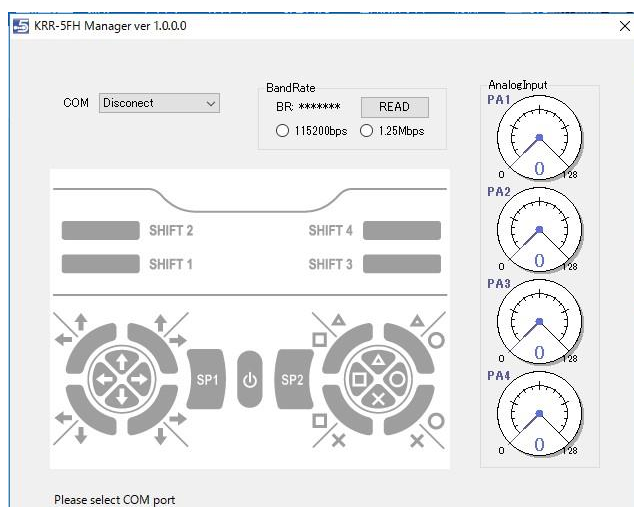 KRR-5FH Manager ver 1.0.0.0
COM Disconect
BandRate
BR: ******* READ
115200bps 1.25Mbps
AnalogInput
PA1
0
0 128
PA2
0
0 128
PA3
0
0 128
PA4
0
0 128
SHIFT 2 SHIFT 4
SHIFT 1 SHIFT 3
SP1 SP2
Please select COM port